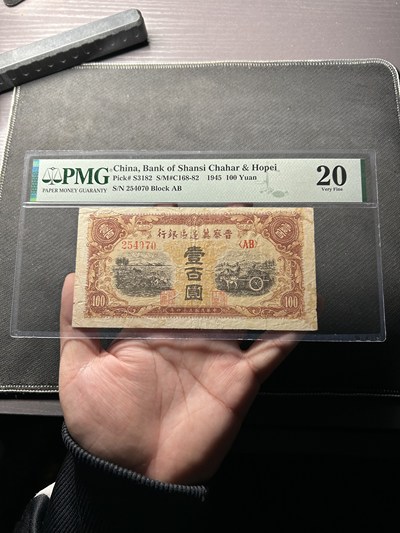 PMG
PAPER MONEY GUARANTY
China, Bank of Shansi Chahar & Hopei
Pick# S3182 S/M#C168-82 1945 100 Yuan
S/N 254070 Block AB
20
Very Fine
行銀區邊冀察晉
254070
〈AB〉
壹
百
圓
100
100